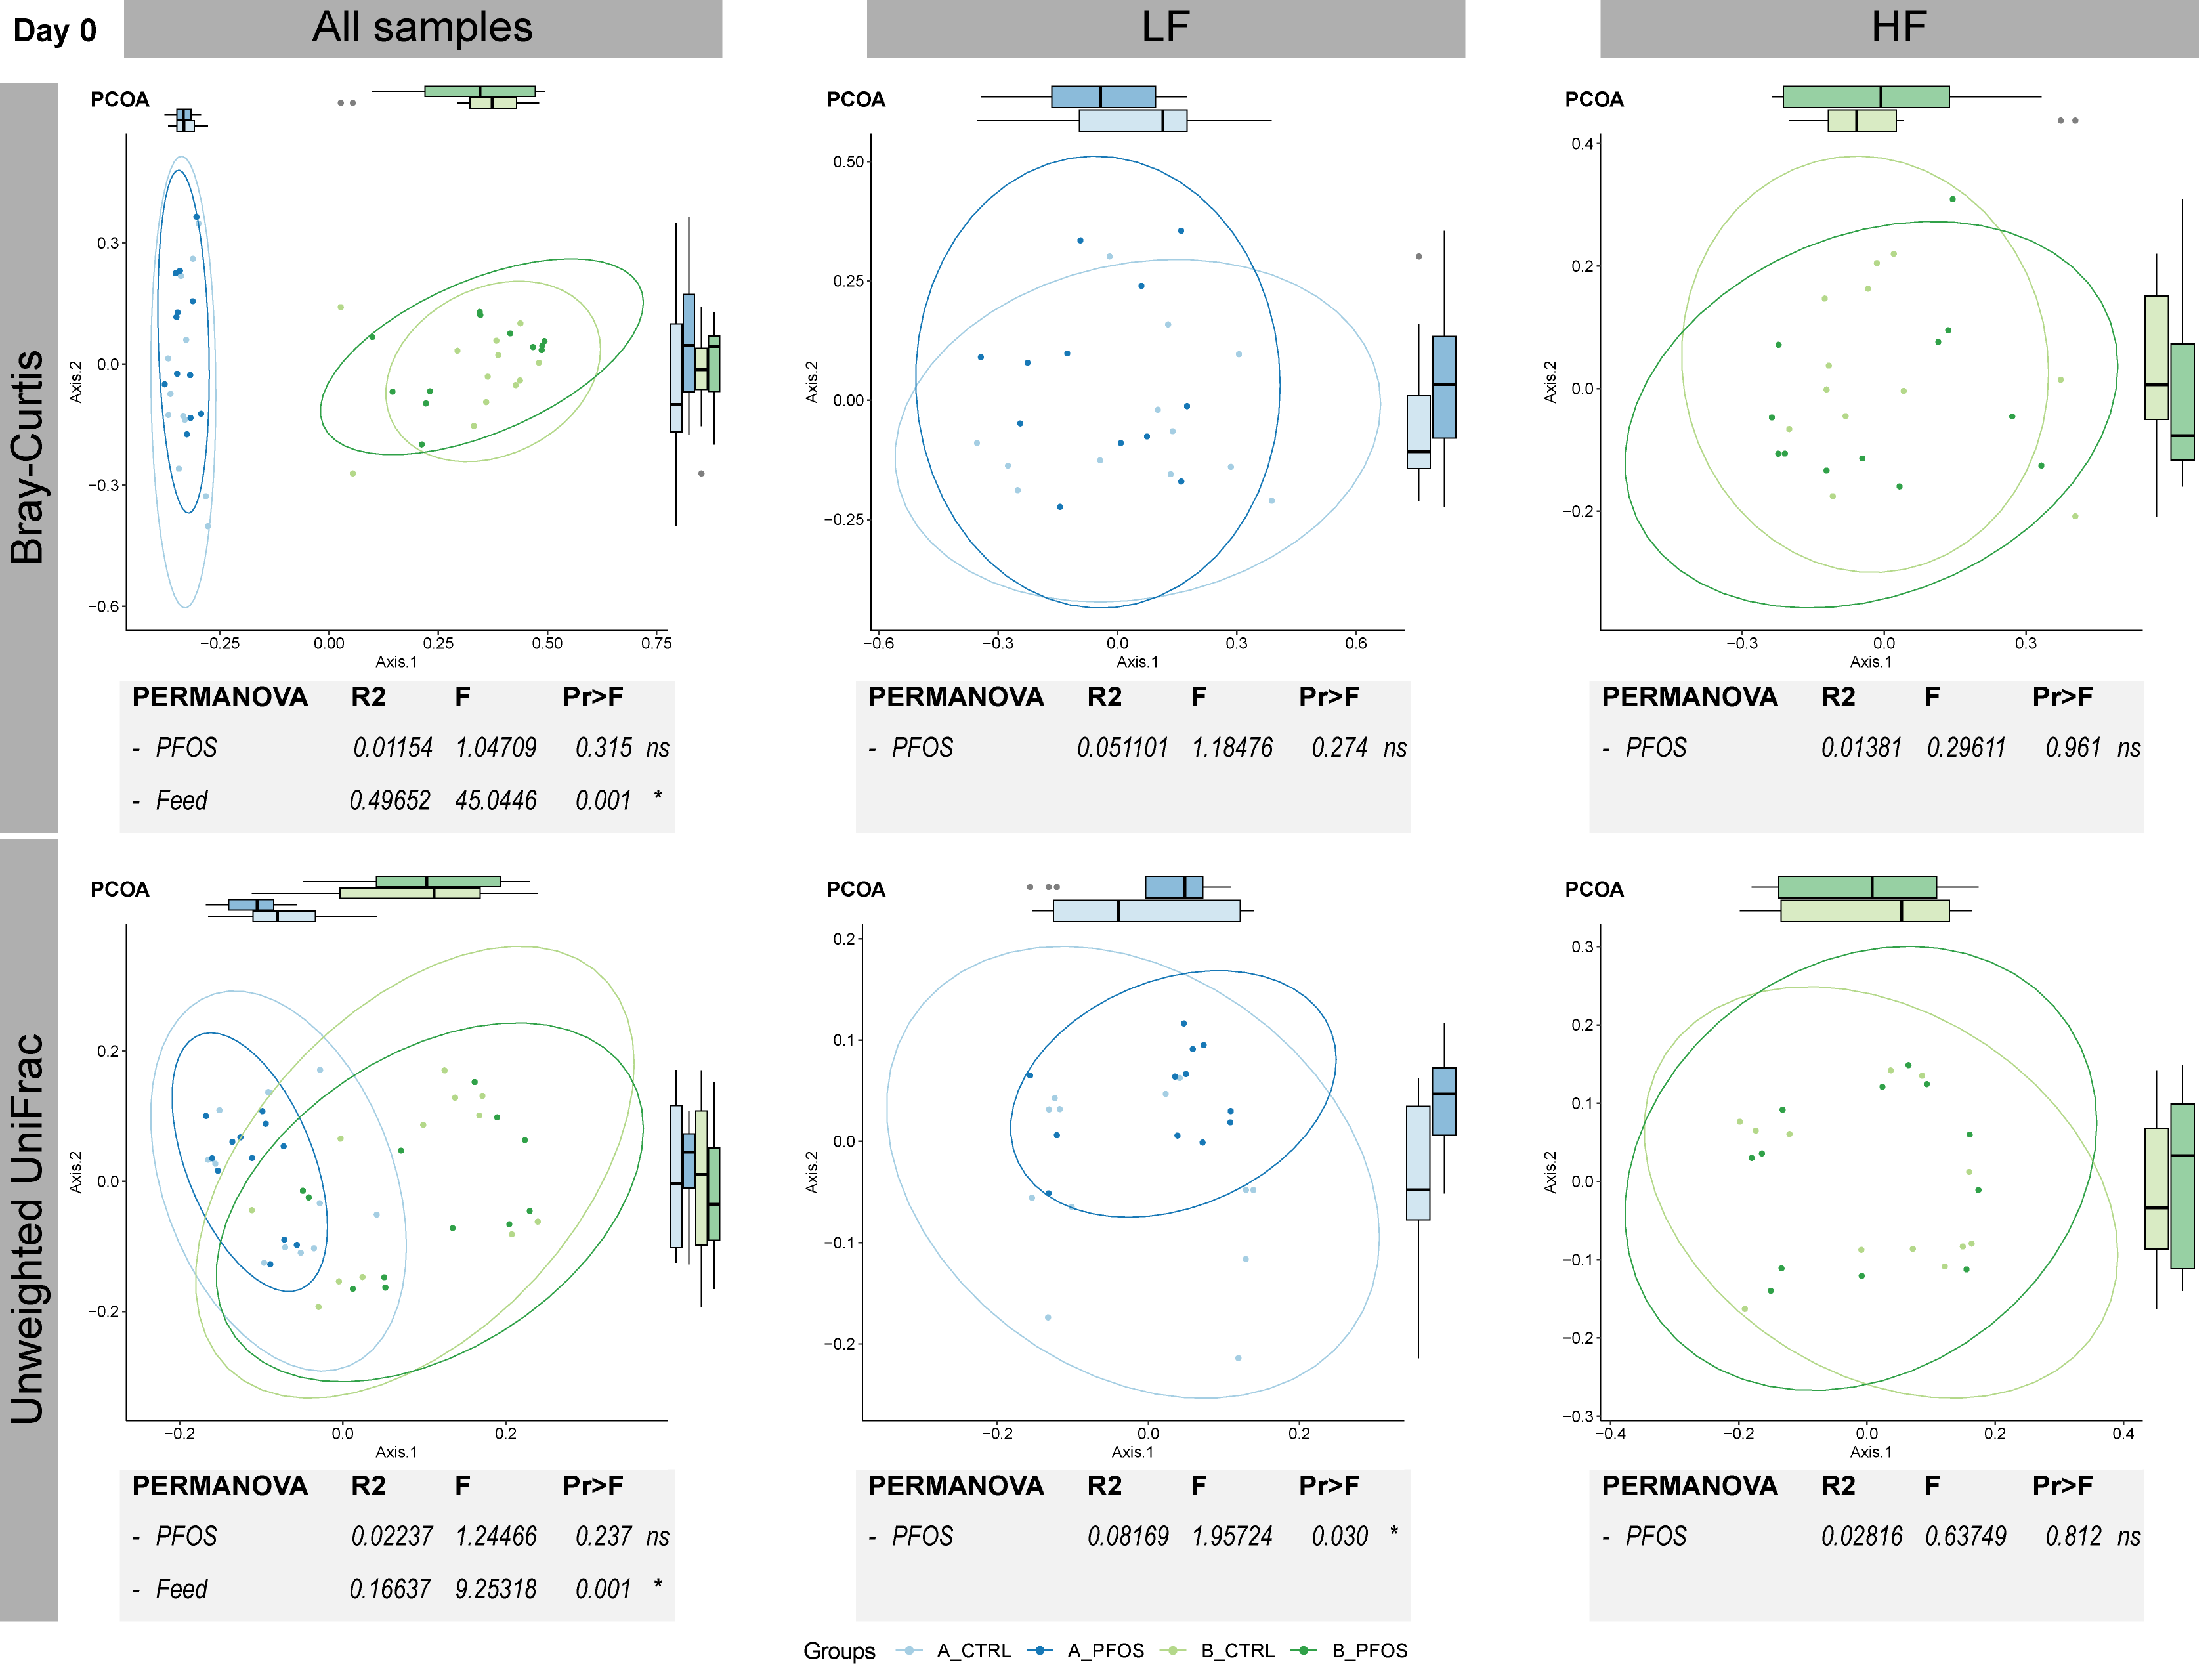 Day 0
All samples
LF
HF
Bray-Curtis
PCOA
0.3
0.0
−0.3
−0.6
Axis.2
−0.25
0.00
0.25
0.50
0.75
Axis.1
PERMANOVA R2 F Pr>F
- PFOS 0.01154 1.04709 0.315 ns
- Feed 0.49652 45.0446 0.001 *
PCOA
0.50
0.25
0.00
−0.25
Axis.2
−0.6
−0.3
0.0
0.3
0.6
Axis.1
PERMANOVA R2 F Pr>F
- PFOS 0.051101 1.18476 0.274 ns
PCOA
0.4
0.2
0.0
−0.2
Axis.2
−0.3
0.0
0.3
Axis.1
PERMANOVA R2 F Pr>F
- PFOS 0.01381 0.29611 0.961 ns
Unweighted UniFrac
PCOA
0.2
0.0
−0.2
Axis.2
−0.2
0.0
0.2
Axis.1
PERMANOVA R2 F Pr>F
- PFOS 0.02237 1.24466 0.237 ns
- Feed 0.16637 9.25318 0.001 *
PCOA
0.2
0.1
0.0
−0.1
−0.2
Axis.2
−0.2
0.0
0.2
Axis.1
PERMANOVA R2 F Pr>F
- PFOS 0.08169 1.95724 0.030 *
PCOA
0.3
0.2
0.1
0.0
−0.1
−0.2
−0.3
Axis.2
−0.4
−0.2
0.0
0.2
0.4
Axis.1
PERMANOVA R2 F Pr>F
- PFOS 0.02816 0.63749 0.812 ns
Groups A_CTRL A_PFOS B_CTRL B_PFOS